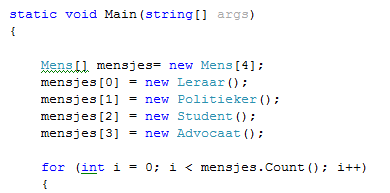 static void Main(string[] args)
{
Mens[] mensjes= new Mens[4];
mensjes[0] = new Leraar();
mensjes[1] = new Politieker();
mensjes[2] = new Student();
mensjes[3] = new Advocaat();
for (int i = 0; i < mensjes.Count(); i++)
{